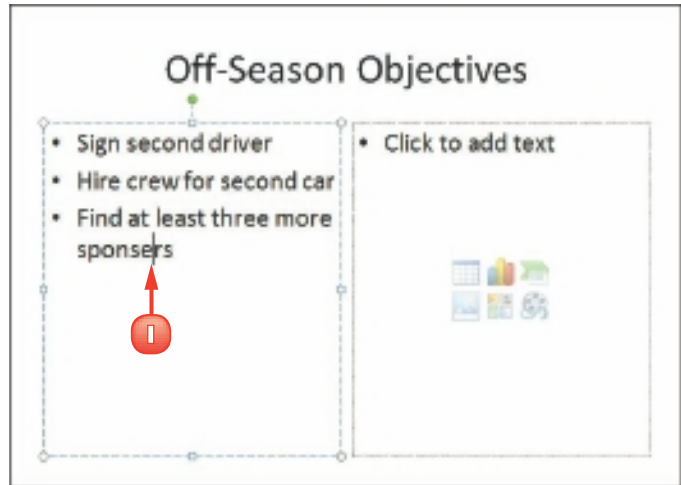 Off-Season Objectives
• Sign second driver
• Hire crew for second car
• Find at least three more
sponsers
• Click to add text
1